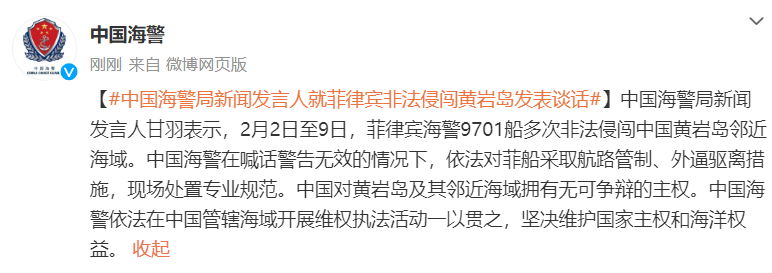 中国海警
刚刚 来自 微博网页版
【#中国海警局新闻发言人就菲律宾非法侵闯黄岩岛发表谈话#】中国海警局新闻
发言人甘羽表示，2月2日至9日，菲律宾海警9701船多次非法侵闯中国黄岩岛邻近
海域。中国海警在喊话警告无效的情况下，依法对菲船采取航路管制、外逼驱离措
施，现场处置专业规范。中国对黄岩岛及其邻近海域拥有无可争辩的主权。中国海
警依法在中国管辖海域开展维权执法活动一以贯之，坚决维护国家主权和海洋权
益。 收起
中国海警
CHINA COAST GUARD